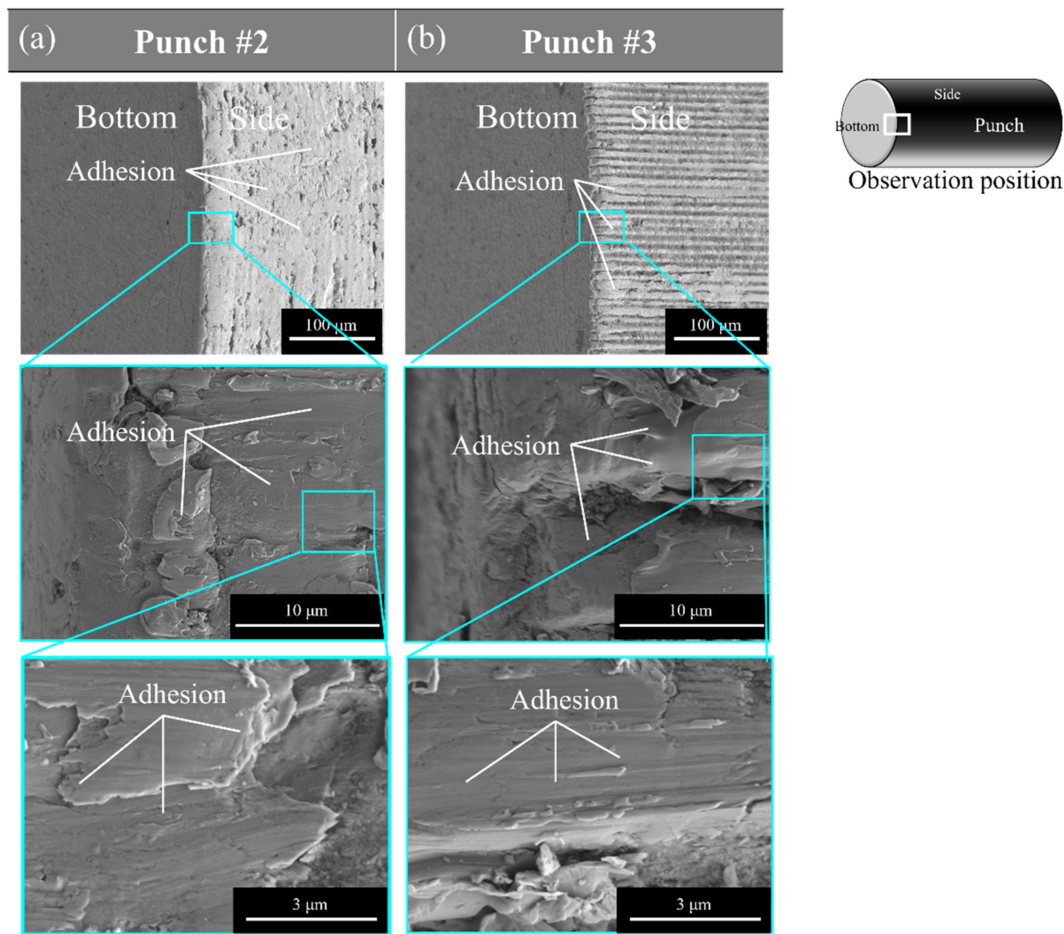 (a) Punch #2
(b) Punch #3
Bottom Side
Adhesion
100 μm
Bottom Side
Adhesion
100 μm
Side
Bottom
Punch
Observation position
Adhesion
10 μm
Adhesion
10 μm
Adhesion
3 μm
Adhesion
3 μm